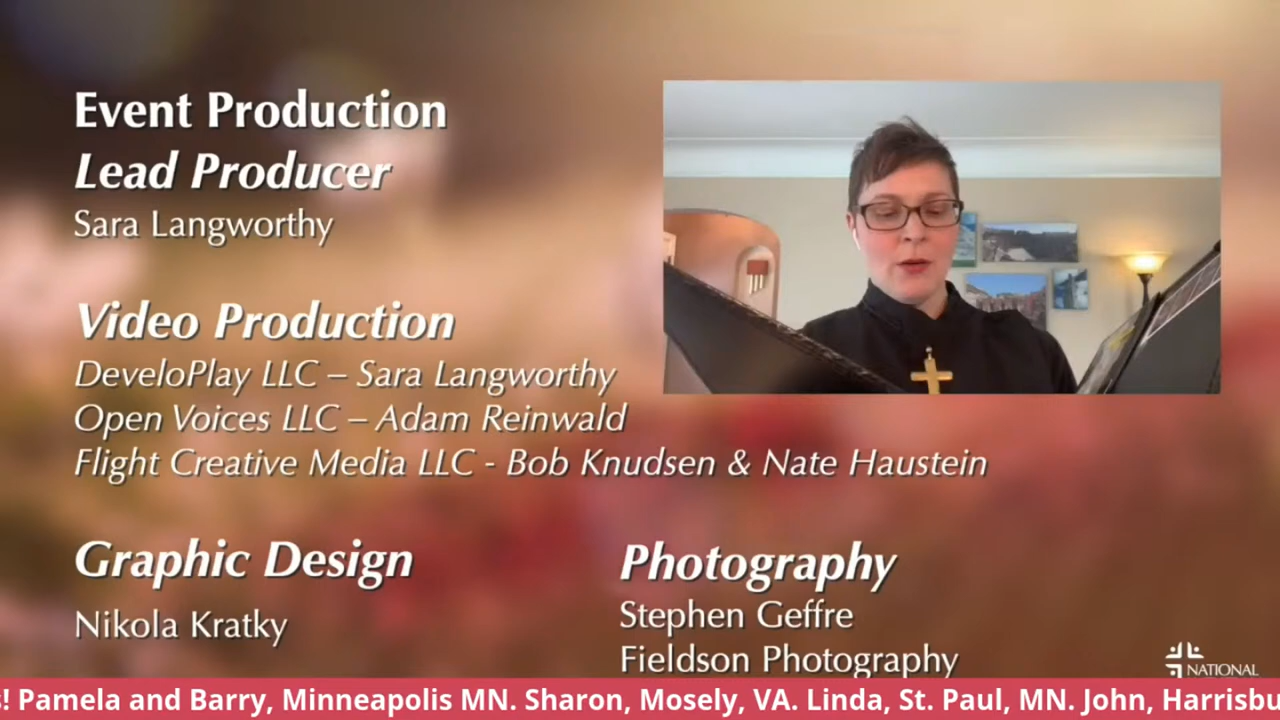 Event Production
Lead Producer
Sara Langworthy
Video Production
DeveloPlay LLC – Sara Langworthy
Open Voices LLC – Adam Reinwald
Flight Creative Media LLC - Bob Knudsen & Nate Haustein
Graphic Design
Nikola Kratky
Photography
Stephen Geffre
Fieldson Photography
NATIONAL
s! Pamela and Barry, Minneapolis MN. Sharon, Mosely, VA. Linda, St. Paul, MN. John, Harrisbu